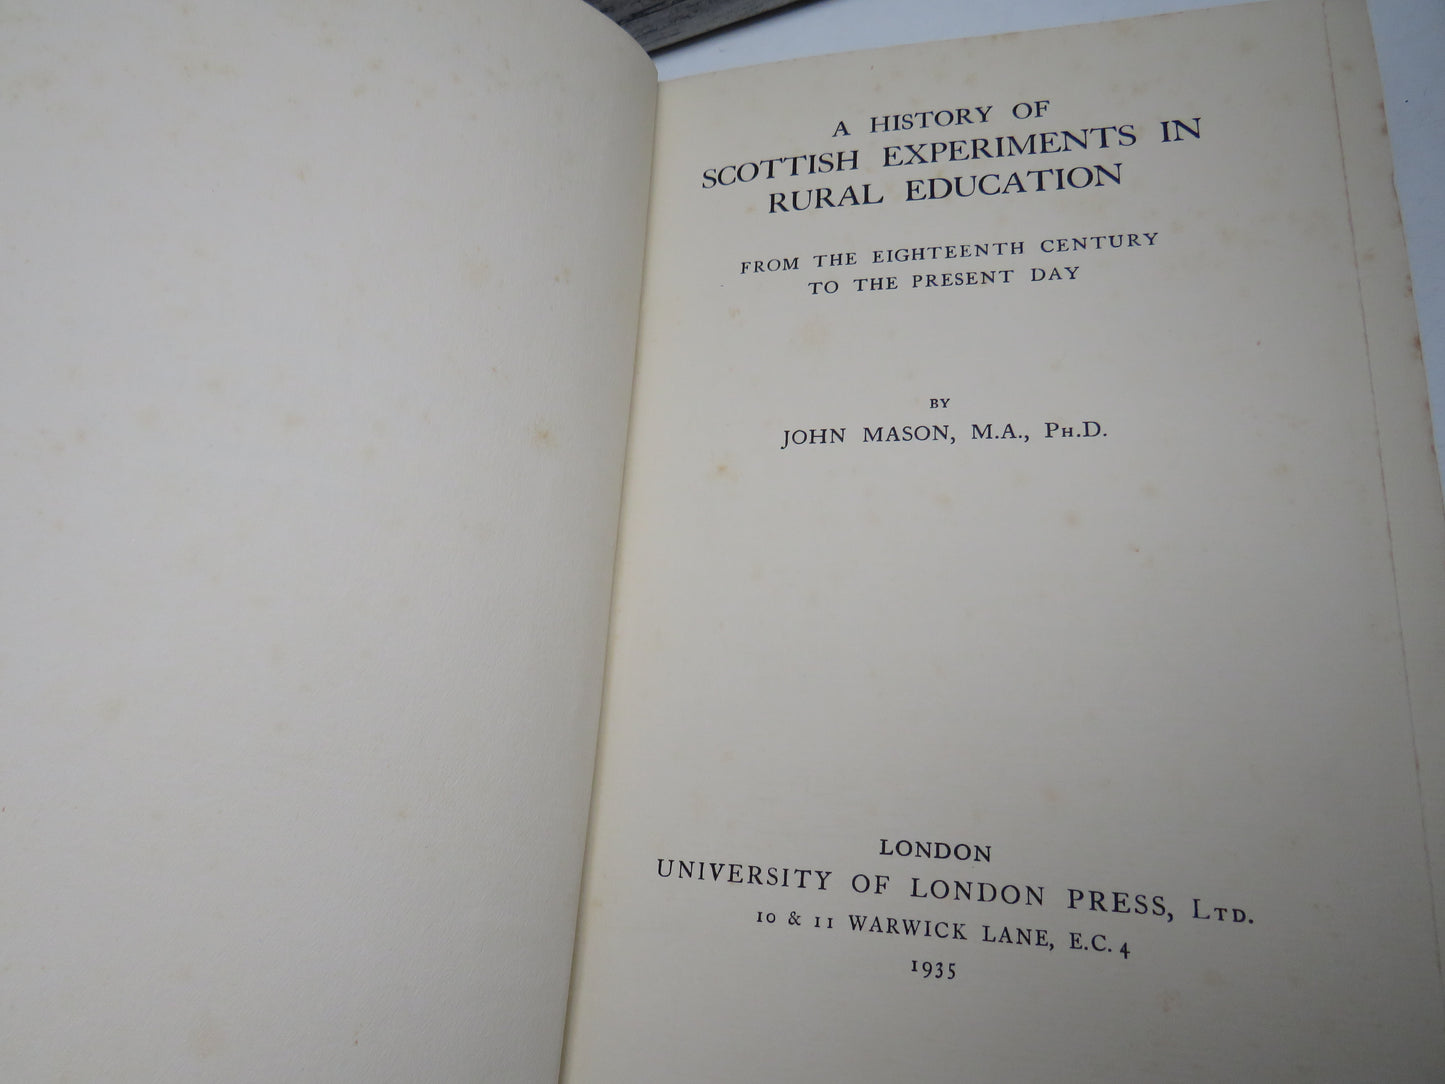 A HISTORY OF
SCOTTISH EXPERIMENTS IN
RURAL EDUCATION
FROM THE EIGHTEENTH CENTURY
TO THE PRESENT DAY
BY
JOHN MASON, M.A., PH.D.
LONDON
UNIVERSITY OF LONDON PRESS, LTD.
10 & 11 WARWICK LANE, E.C. 4
1935